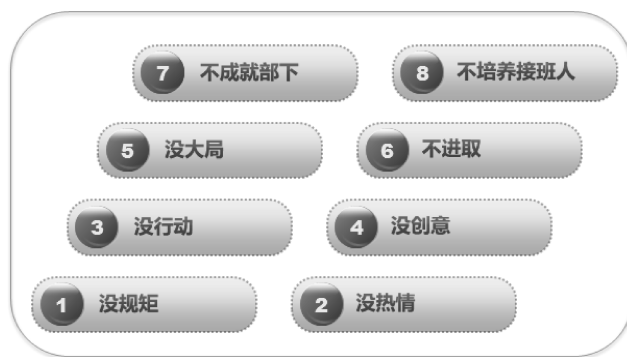 7 不成就部下
8 不培养接班人
5 没大局
6 不进取
3 没行动
4 没创意
1 没规矩
2 没热情